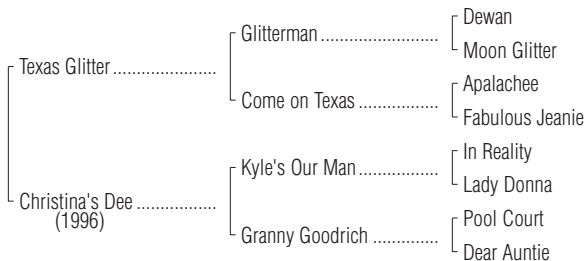 Dewan
Glitterman ........................
Moon Glitter
Texas Glitter .....................
Apalachee
Come on Texas ................
Fabulous Jeanie
In Reality
Kyle's Our Man ................
Lady Donna
Christina's Dee ................
(1996)
Pool Court
Granny Goodrich .............
Dear Auntie